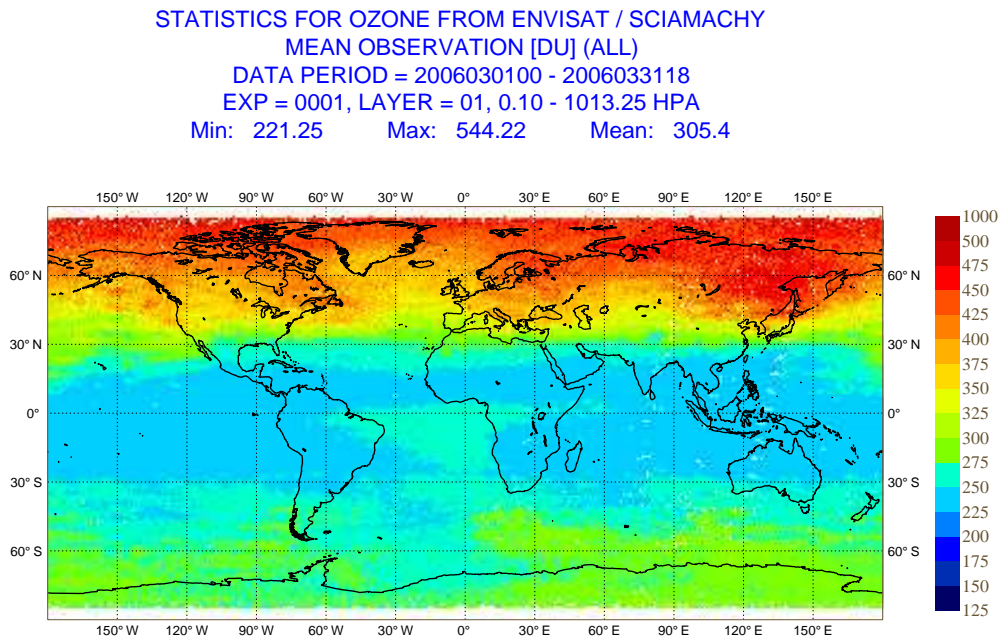 STATISTICS FOR OZONE FROM ENVISAT / SCIAMACHY
MEAN OBSERVATION [DU] (ALL)
DATA PERIOD = 2006030100 - 2006033118
EXP = 0001, LAYER = 01, 0.10 - 1013.25 HPA
Min: 221.25 Max: 544.22 Mean: 305.4
150°W 120°W 90°W 60°W 30°W 0° 30°E 60°E 90°E 120°E 150°E
60°N
30°N
0°
30°S
60°S
60°N
30°N
0°
30°S
60°S
150°W 120°W 90°W 60°W 30°W 0° 30°E 60°E 90°E 120°E 150°E
1000
500
475
450
425
400
375
350
325
300
275
250
225
200
175
150
125